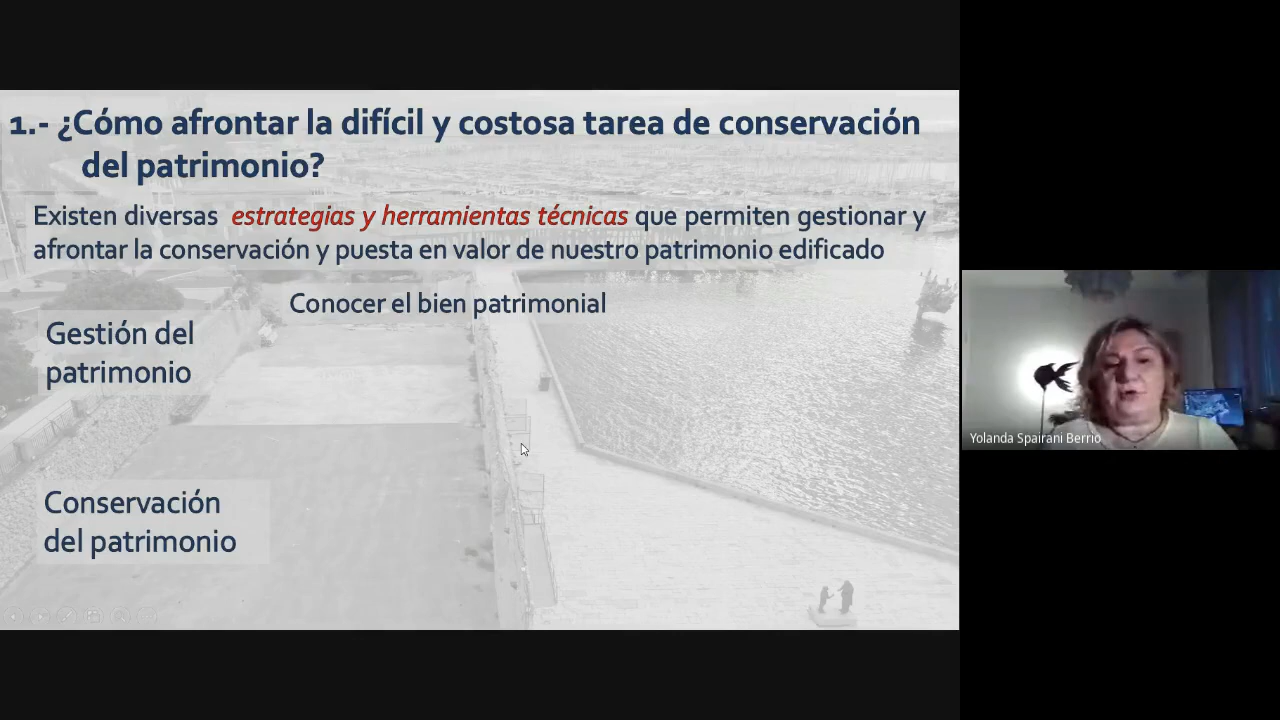 1.- ¿Cómo afrontar la difícil y costosa tarea de conservación
del patrimonio?
Existen diversas estrategias y herramientas técnicas que permiten gestionar y
afrontar la conservación y puesta en valor de nuestro patrimonio edificado
Conocer el bien patrimonial
Gestión del
patrimonio
Conservación
del patrimonio
Yolanda Spairani Berrio